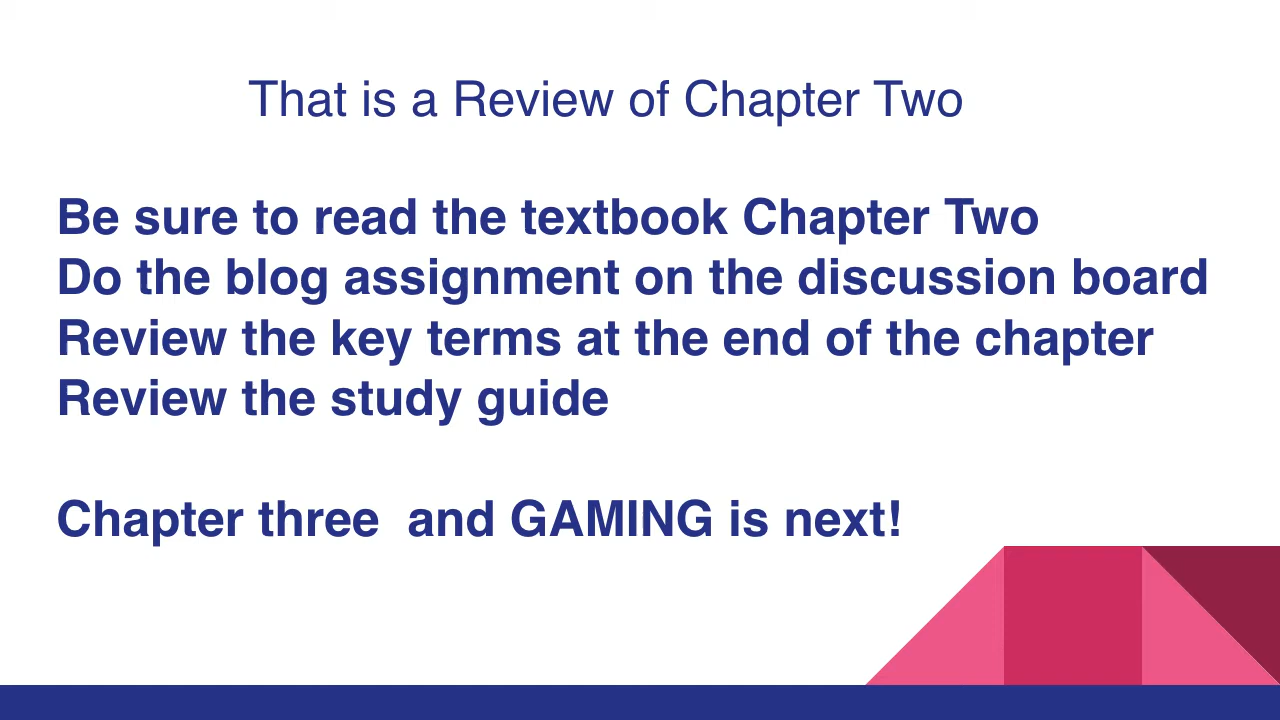 That is a Review of Chapter Two
Be sure to read the textbook Chapter Two
Do the blog assignment on the discussion board
Review the key terms at the end of the chapter
Review the study guide
Chapter three  and GAMING is next!